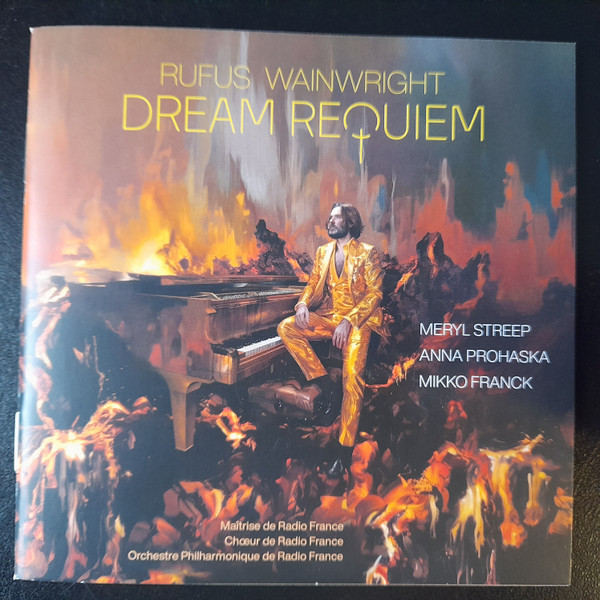 RUFUS WAINWRIGHT
DREAM REQUIEM
MERYL STREEP
ANNA PROHASKA
MIKKO FRANCK
Maîtrise de Radio France
Chœur de Radio France
Orchestre Philharmonique de Radio France